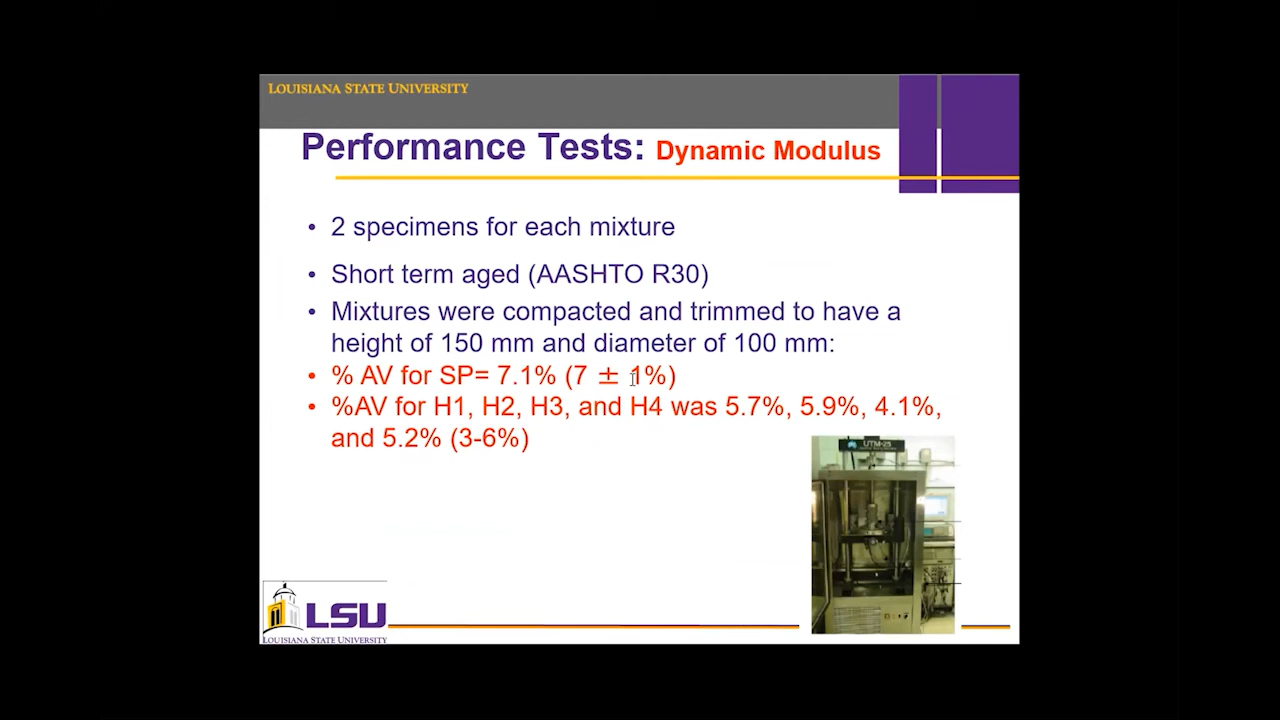 LOUISIANA STATE UNIVERSITY
Performance Tests: Dynamic Modulus
• 2 specimens for each mixture
• Short term aged (AASHTO R30)
• Mixtures were compacted and trimmed to have a
height of 150 mm and diameter of 100 mm:
• % AV for SP= 7.1% (7 ± 1%)
• %AV for H1, H2, H3, and H4 was 5.7%, 5.9%, 4.1%,
and 5.2% (3-6%)
UTM-25
LSU
LOUISIANA STATE UNIVERSITY